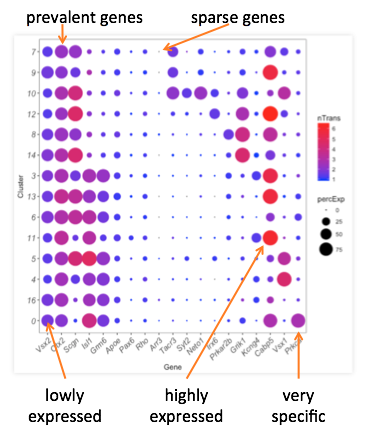 prevalent genes
sparse genes
7
9
10
12
8
14
3
13
6
11
5
4
16
0
Cluster
Vsx2
Otx2
Scgn
Isl1
Grm6
Apoe
Pax6
Rho
Arr3
Tacr3
Syt2
Neto1
Irx6
Prkar2b
Grik1
Kcng4
Cabp5
Vsx1
Gene
nTrans
6
5
4
3
2
1
percExp
0
25
50
75
lowly
expressed
highly
expressed
very
specific